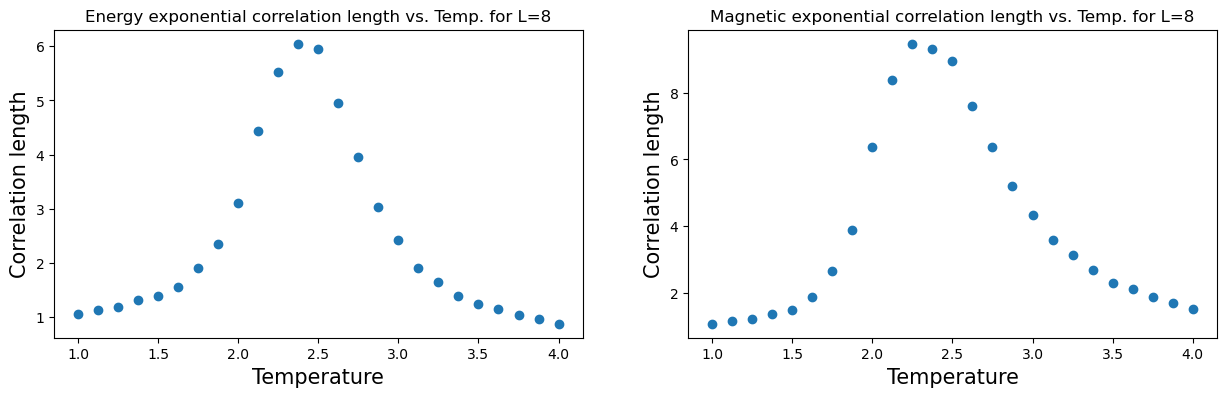 Energy exponential correlation length vs. Temp. for L=8
Correlation length
6
5
4
3
2
1
1.0 1.5 2.0 2.5 3.0 3.5 4.0
Temperature
Magnetic exponential correlation length vs. Temp. for L=8
Correlation length
8
6
4
2
1.0 1.5 2.0 2.5 3.0 3.5 4.0
Temperature